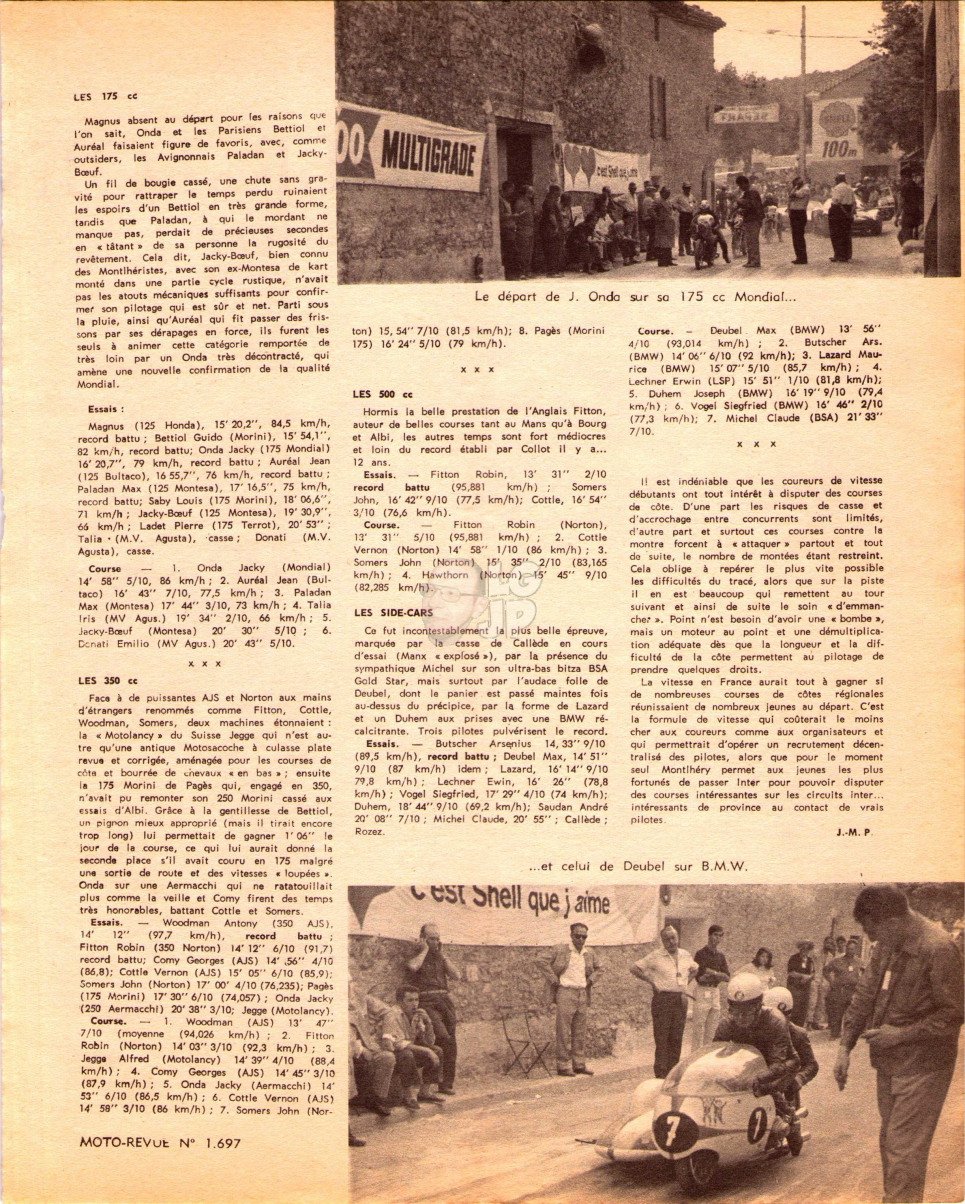 LES 175 cc
Magnus absent au départ pour les raisons que
l'on sait, Onda et les Parisiens Bettiol et
Auréal faisaient figure de favoris, avec, comme
outsiders, les Avignonnais Paladan et Jacky-
Bœuf.
Un fil de bougie cassé, une chute sans gra-
vité pour rattraper le temps perdu ruinaient
les espoirs d'un Bettiol en très grande forme,
tandis que Paladan, à qui le mordant ne
manque pas, perdait de précieuses secondes
en « tâtant » de sa personne la rugosité du
revêtement. Cela dit, Jacky-Bœuf, bien connu
des Montlhéristes, avec son ex-Montesa de kart
monté dans une partie cycle rustique, n'avait
pas les atouts mécaniques suffisants pour confir-
mer son pilotage qui est sûr et net. Parti sous
la pluie, ainsi qu'Auréal qui fit passer des fris-
sons par ses dérapages en force, ils furent les
seuls à animer cette catégorie remportée de
très loin par un Onda très décontracté, qui
amène une nouvelle confirmation de la qualité
Mondial.
Essais :
Magnus (125 Honda), 15' 20,2'', 84,5 km/h,
record battu ; Bettiol Guido (Morini), 15' 54,1'',
82 km/h, record battu; Onda Jacky (175 Mondial)
16' 20,7'', 79 km/h, record battu ; Auréal Jean
(125 Bultaco), 16 55,7'', 76 km/h, record battu ;
Paladan Max (125 Montesa), 17' 16,5'', 75 km/h,
record battu; Saby Louis (175 Morini), 18' 06,6'',
71 km/h ; Jacky-Bœuf (125 Montesa), 19' 30,9'',
66 km/h ; Ladet Pierre (175 Terrot), 20' 53'' ;
Talia · (M.V. Agusta), casse ; Donati (M.V.
Agusta), casse.
Course — 1. Onda Jacky (Mondial)
14' 58'' 5/10, 86 km/h ; 2. Auréal Jean (Bul-
taco) 16' 43'' 7/10, 77,5 km/h ; 3. Paladan
Max (Montesa) 17' 44'' 3/10, 73 km/h ; 4. Talia
Iris (MV Agus.) 19' 34'' 2/10, 66 km/h ; 5.
Jacky-Bœuf (Montesa) 20' 30'' 5/10 ; 6.
Donati Emilio (MV Agus.) 20' 43'' 5/10.
x x x
LES 350 cc
Face à de puissantes AJS et Norton aux mains
d'étrangers renommés comme Fitton, Cottle,
Woodman, Somers, deux machines étonnaient :
la « Motolancy » du Suisse Jegge qui n'est au-
tre qu'une antique Motosacoche à culasse plate
revue et corrigée, aménagée pour les courses de
côte et bourrée de chevaux « en bas » ; ensuite
la 175 Morini de Pagès qui, engagé en 350,
n'avait pu remonter son 250 Morini cassé aux
essais d'Albi. Grâce à la gentillesse de Bettiol,
un pignon mieux approprié (mais il tirait encore
trop long) lui permettait de gagner 1' 06'' le
jour de la course, ce qui lui aurait donné la
seconde place s'il avait couru en 175 malgré
une sortie de route et des vitesses « loupées ».
Onda sur une Aermacchi qui ne ratatouillait
plus comme la veille et Comy firent des temps
très honorables, battant Cottle et Somers.
Essais. — Woodman Antony (350 AJS),
14' 12'' (97,7 km/h), record battu ;
Fitton Robin (350 Norton) 14' 12'' 6/10 (91,7)
record battu; Comy Georges (AJS) 14' 56'' 4/10
(86,8); Cottle Vernon (AJS) 15' 05'' 6/10 (85,9);
Somers John (Norton) 17' 00' 4/10 (76,235); Pagès
(175 Morini) 17' 30'' 6/10 (74,057) ; Onda Jacky
(250 Aermacchi) 20' 38'' 3/10; Jegge (Motolancy).
Course. — 1. Woodman (AJS) 13' 47''
7/10 (moyenne (94,026 km/h) ; 2. Fitton
Robin (Norton) 14' 03'' 3/10 (92,3 km/h) ; 3.
Jegge Alfred (Motolancy) 14' 39'' 4/10 (88,4
km/h) ; 4. Comy Georges (AJS) 14' 45'' 3/10
(87,9 km/h) ; 5. Onda Jacky (Aermacchi) 14'
53'' 6/10 (86,5 km/h) ; 6. Cottle Vernon (AJS)
14' 58'' 3/10 (86 km/h) ; 7. Somers John (Nor-
MOTO-REVUE N° 1.697
00 MULTIGRADE
c'est Shell que j'aime
DEPART
SHELL
100m
Le départ de J. Onda sur sa 175 cc Mondial...
ton) 15, 54'' 7/10 (81,5 km/h); 8. Pagès (Morini
175) 16' 24'' 5/10 (79 km/h).
x x x
LES 500 cc
Hormis la belle prestation de l'Anglais Fitton,
auteur de belles courses tant au Mans qu'à Bourg
et Albi, les autres temps sont fort médiocres
et loin du record établi par Collot il y a...
12 ans.
Essais. — Fitton Robin, 13' 31'' 2/10
record battu (95,881 km/h) ; Somers
John, 16' 42'' 9/10 (77,5 km/h); Cottle, 16' 54''
3/10 (76,6 km/h).
Course. — Fitton Robin (Norton),
13' 31'' 5/10 (95,881 km/h) ; 2. Cottle
Vernon (Norton) 14' 58'' 1/10 (86 km/h) ; 3.
Somers John (Norton) 15' 35'' 2/10 (83,165
km/h) ; 4. Hawthorn (Norton) 15' 45'' 9/10
(82,285 km/h).
LES SIDE-CARS
Ce fut incontestablement la plus belle épreuve,
marquée par la casse de Callède en cours
d'essai (Manx « explosé »), par la présence du
sympathique Michel sur son ultra-bas bitza BSA
Gold Star, mais surtout par l'audace folle de
Deubel, dont le panier est passé maintes fois
au-dessus du précipice, par la forme de Lazard
et un Duhem aux prises avec une BMW ré-
calcitrante. Trois pilotes pulvérisent le record.
Essais. — Butscher Arsenius 14, 33'' 9/10
(89,5 km/h), record battu ; Deubel Max, 14' 51''
9/10 (87 km/h) idem ; Lazard, 16' 14'' 9/10
79,8 km/h) ; Lechner Ewin, 16' 26'' (78,8
km/h) ; Vogel Siegfried, 17' 29'' 4/10 (74 km/h);
Duhem, 18' 44'' 9/10 (69,2 km/h); Saudan André
20' 08'' 7/10 ; Michel Claude, 20' 55'' ; Callède ;
Rozez.
Course. – Deubel Max (BMW) 13' 56''
4/10 (93,014 km/h) ; 2. Butscher Ars.
(BMW) 14' 06'' 6/10 (92 km/h); 3. Lazard Mau-
rice (BMW) 15' 07'' 5/10 (85,7 km/h) ; 4.
Lechner Erwin (LSP) 15' 51'' 1/10 (81,8 km/h);
5. Duhem Joseph (BMW) 16' 19'' 9/10 (79,4
km/h) ; 6. Vogel Siegfried (BMW) 16' 46'' 2/10
(77,3 km/h); 7. Michel Claude (BSA) 21' 33''
7/10.
x x x
Il est indéniable que les coureurs de vitesse
débutants ont tout intérêt à disputer des courses
de côte. D'une part les risques de casse et
d'accrochage entre concurrents sont limités,
d'autre part et surtout ces courses contre la
montre forcent à « attaquer » partout et tout
de suite, le nombre de montées étant restreint.
Cela oblige à repérer le plus vite possible
les difficultés du tracé, alors que sur la piste
il en est beaucoup qui remettent au tour
suivant et ainsi de suite le soin « d'emman-
cher ». Point n'est besoin d'avoir une « bombe »,
mais un moteur au point et une démultiplica-
tion adéquate dès que la longueur et la dif-
ficulté de la côte permettent au pilotage de
prendre quelques droits.
La vitesse en France aurait tout à gagner si
de nombreuses courses de côtes régionales
réunissaient de nombreux jeunes au départ. C'est
la formule de vitesse qui coûterait le moins
cher aux coureurs comme aux organisateurs et
qui permettrait d'opérer un recrutement décen-
tralisé des pilotes, alors que pour le moment
seul Montlhéry permet aux jeunes les plus
fortunés de passer Inter pour pouvoir disputer
des courses intéressantes sur les circuits inter...
intéressants de province au contact de vrais
pilotes.
J.-M. P.
...et celui de Deubel sur B.M.W.
c'est Shell que j'aime
7
7
LG
JP